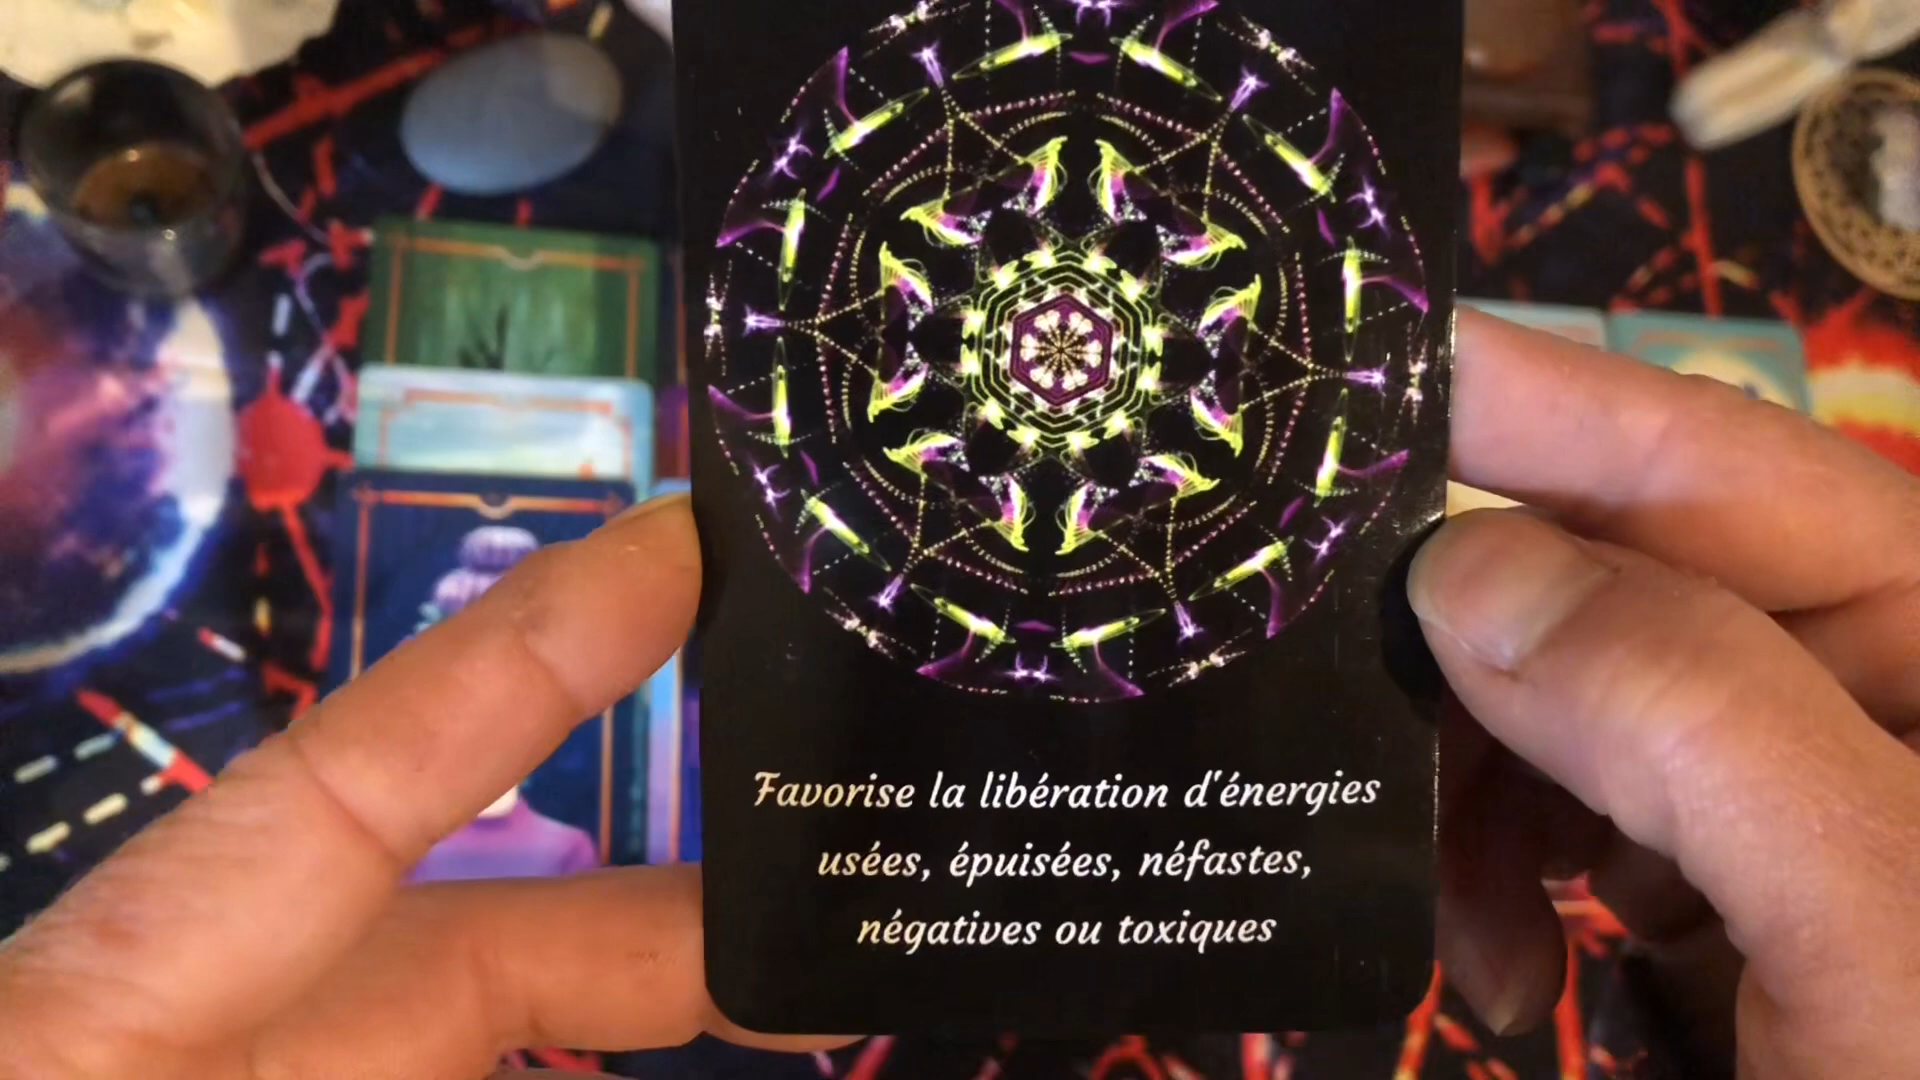 Favorise la libération d'énergies
usées, épuisées, néfastes,
négatives ou toxiques